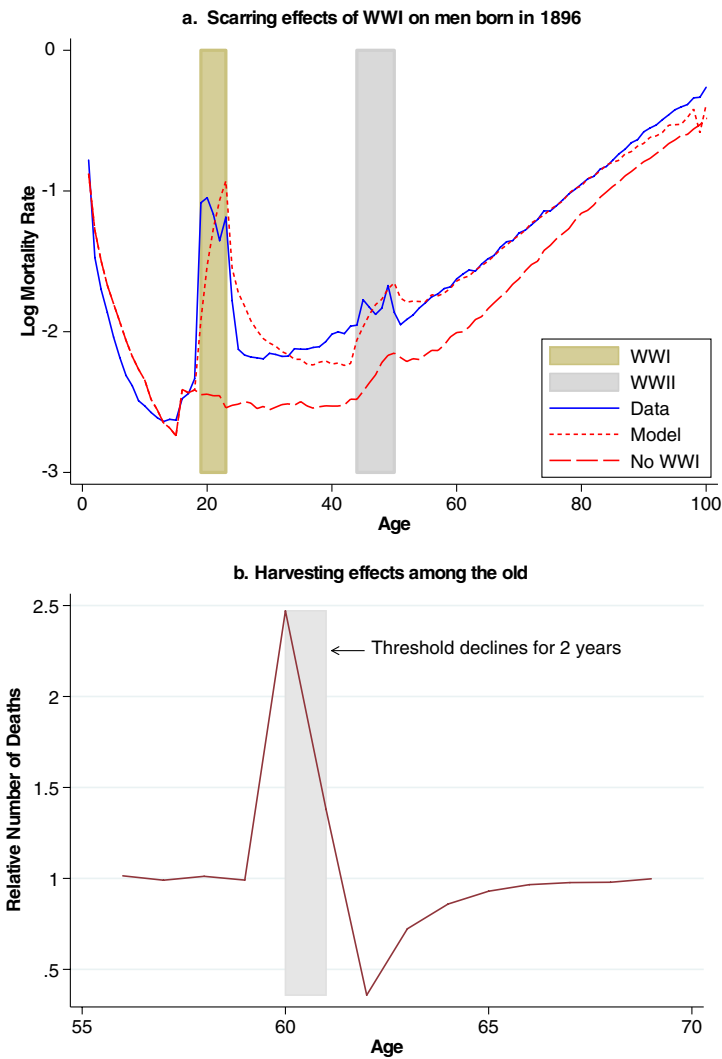 a. Scarring effects of WWI on men born in 1896
0
-1
-2
-3
Log Mortality Rate
WWI
WWII
Data
Model
No WWI
0 20 40 60 80 100
Age
b. Harvesting effects among the old
2.5
2
1.5
1
.5
Relative Number of Deaths
Threshold declines for 2 years
55 60 65 70
Age